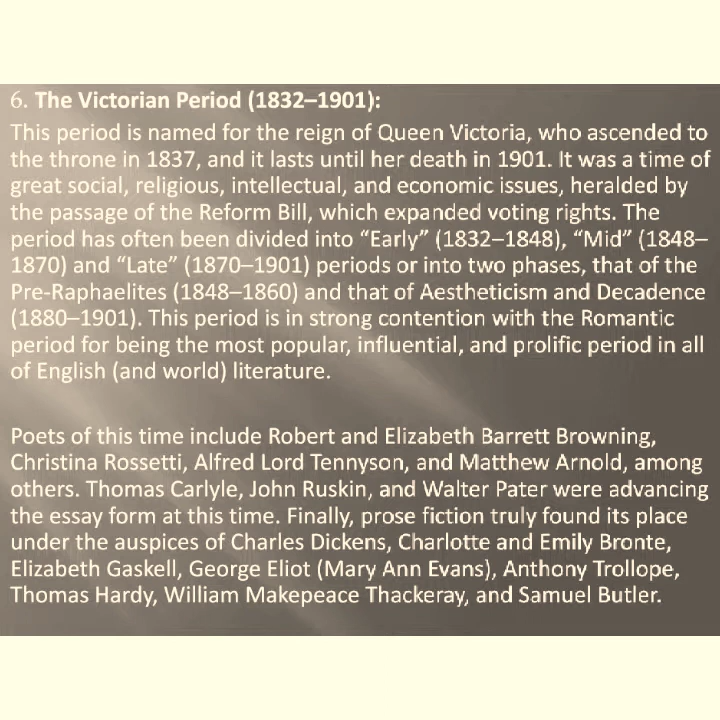 6. The Victorian Period (1832–1901):
This period is named for the reign of Queen Victoria, who ascended to
the throne in 1837, and it lasts until her death in 1901. It was a time of
great social, religious, intellectual, and economic issues, heralded by
the passage of the Reform Bill, which expanded voting rights. The
period has often been divided into “Early” (1832–1848), “Mid” (1848–
1870) and “Late” (1870–1901) periods or into two phases, that of the
Pre-Raphaelites (1848–1860) and that of Aestheticism and Decadence
(1880–1901). This period is in strong contention with the Romantic
period for being the most popular, influential, and prolific period in all
of English (and world) literature.
Poets of this time include Robert and Elizabeth Barrett Browning,
Christina Rossetti, Alfred Lord Tennyson, and Matthew Arnold, among
others. Thomas Carlyle, John Ruskin, and Walter Pater were advancing
the essay form at this time. Finally, prose fiction truly found its place
under the auspices of Charles Dickens, Charlotte and Emily Bronte,
Elizabeth Gaskell, George Eliot (Mary Ann Evans), Anthony Trollope,
Thomas Hardy, William Makepeace Thackeray, and Samuel Butler.